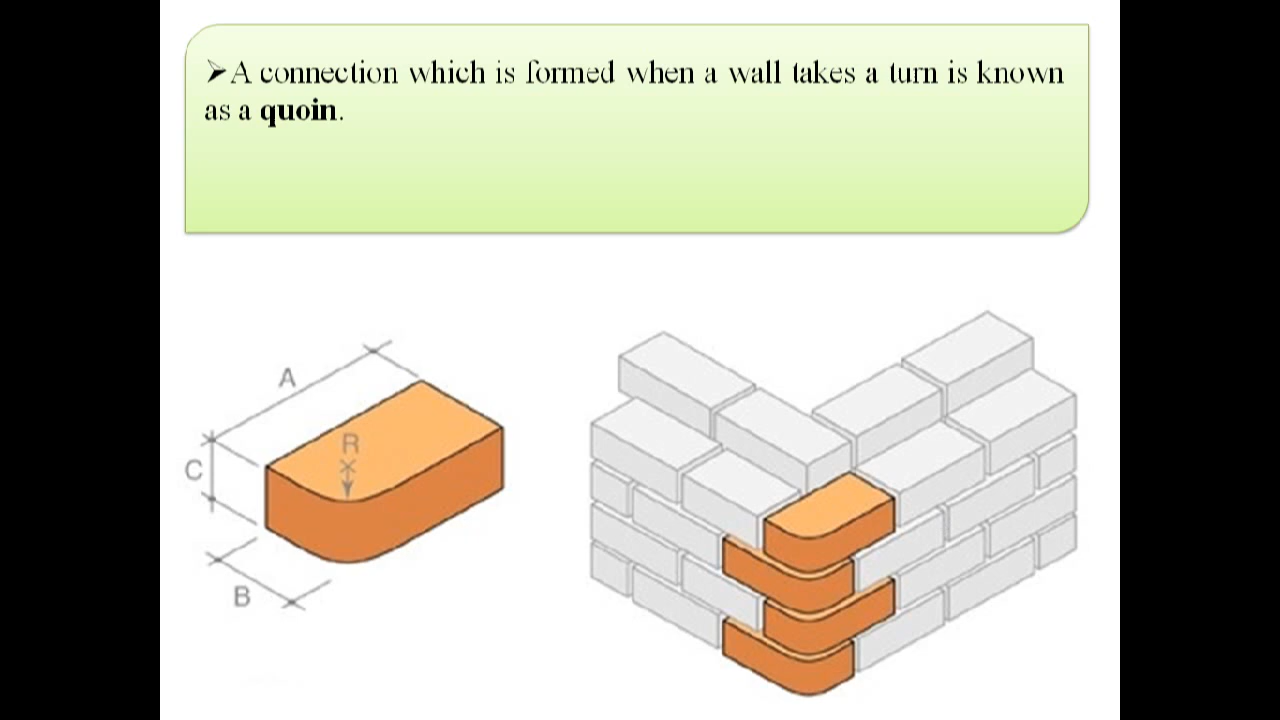 ➢A connection which is formed when a wall takes a turn is known
as a quoin.
A
R
C
B